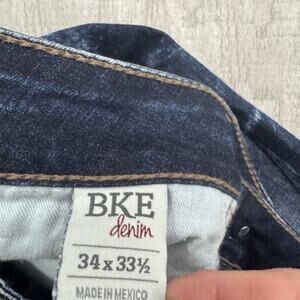 BKE
denim
34 x 33½
MADE IN MEXICO